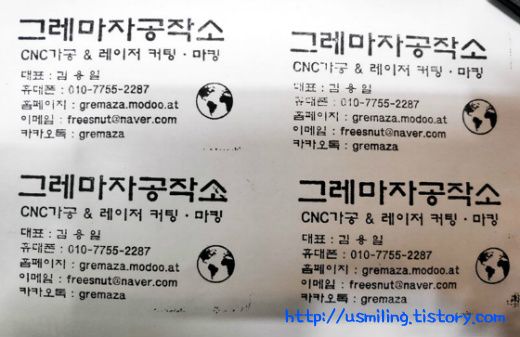 그레마자공작소
CNC가공 & 레이저 커팅 · 마킹
대표 : 김 용 일
휴대폰 : 010-7755-2287
홈페이지 : gremaza.modoo.at
이메일 : freesnut@naver.com
카카오톡 : gremaza
그레마자공작소
CNC가공 & 레이저 커팅 · 마킹
대표 : 김 용 일
휴대폰 : 010-7755-2287
홈페이지 : gremaza.modoo.at
이메일 : freesnut@naver.com
카카오톡 : gremaza
그레마자공작소
CNC가공 & 레이저 커팅 · 마킹
대표 : 김 용 일
휴대폰 : 010-7755-2287
홈페이지 : gremaza.modoo.at
이메일 : freesnut@naver.com
카카오톡 : gremaza
그레마자공작소
CNC가공 & 레이저 커팅 · 마킹
대표 : 김 용 일
휴대폰 : 010-7755-2287
홈페이지 : gremaza.modoo.at
이메일 : freesnut@naver.com
카카오톡 : gremaza
http://usmiling.tistory.com